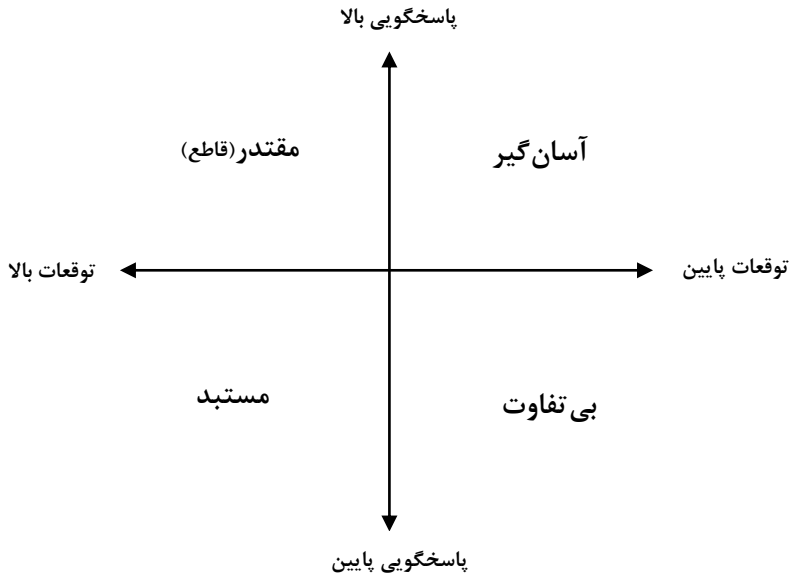 پاسخگویی بالا
آسان‌گیر
مقتدر(قاطع)
توقعات پایین
توقعات بالا
بی‌تفاوت
مستبد
پاسخگویی پایین